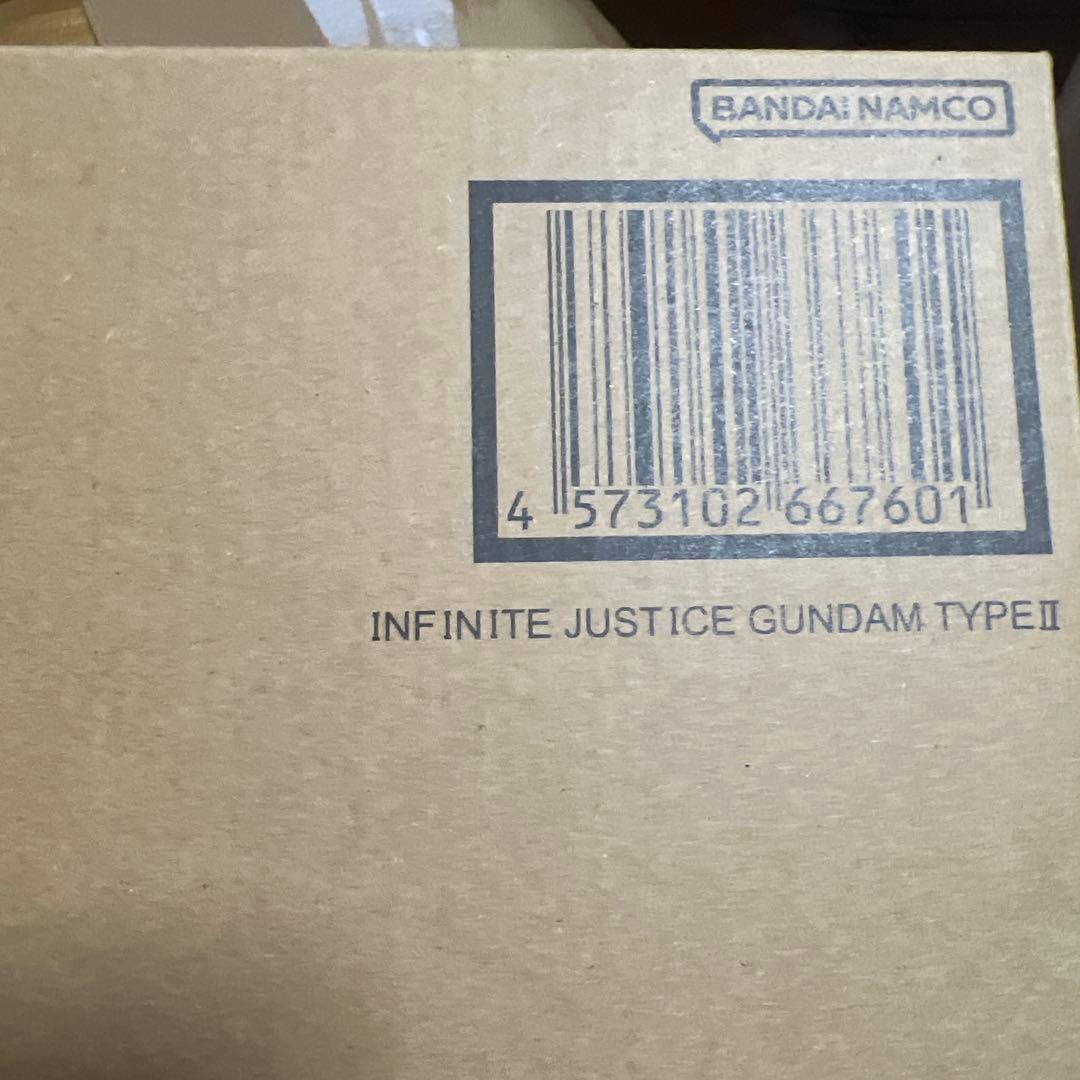 BANDAI NAMCO
4 573102 667601
INFINITE JUSTICE GUNDAM TYPEⅡ